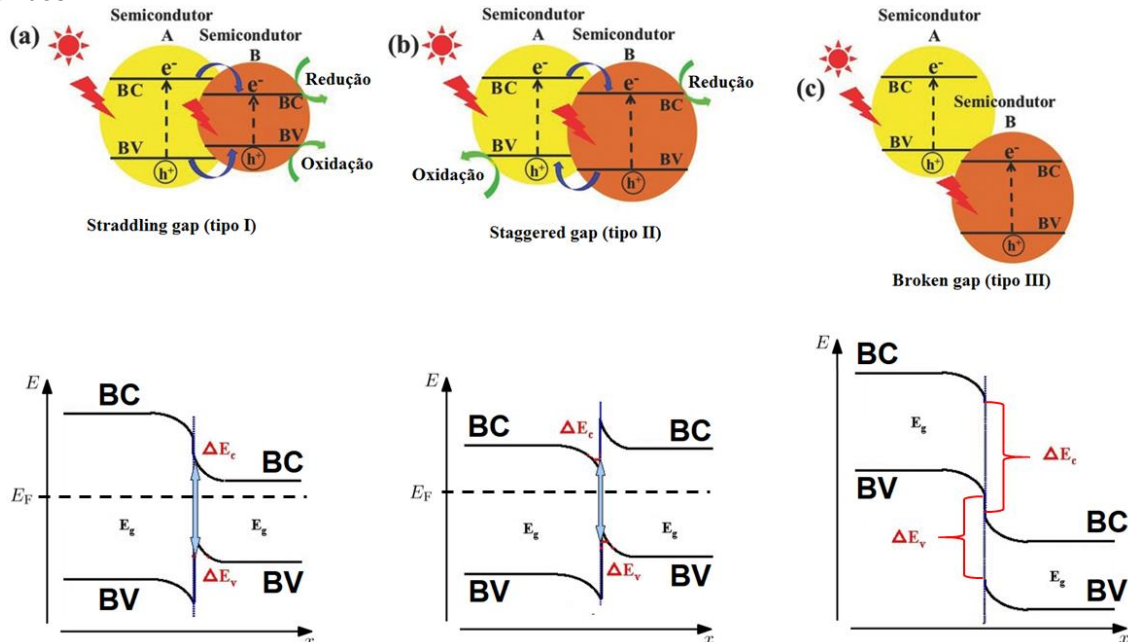 (a)
Semicondutor
A
Semicondutor
B
e-
e-
BC
BC
Redução
BV
BV
h+
Oxidação
Straddling gap (tipo I)
(b)
Semicondutor
A
Semicondutor
B
e-
e-
BC
BC
Redução
BV
BV
h+
h+
Oxidação
Staggered gap (tipo II)
(c)
Semicondutor
A
e-
BC
Semicondutor
B
BV
h+
e-
BC
BV
h+
Broken gap (tipo III)
E
BC
ΔEc
BC
EF
Eg
Eg
ΔEv
BV
BV
x
E
BC
ΔEc
BC
EF
Eg
Eg
ΔEv
BV
BV
x
E
BC
Eg
ΔEc
BV
ΔEv
BC
Eg
BV
x